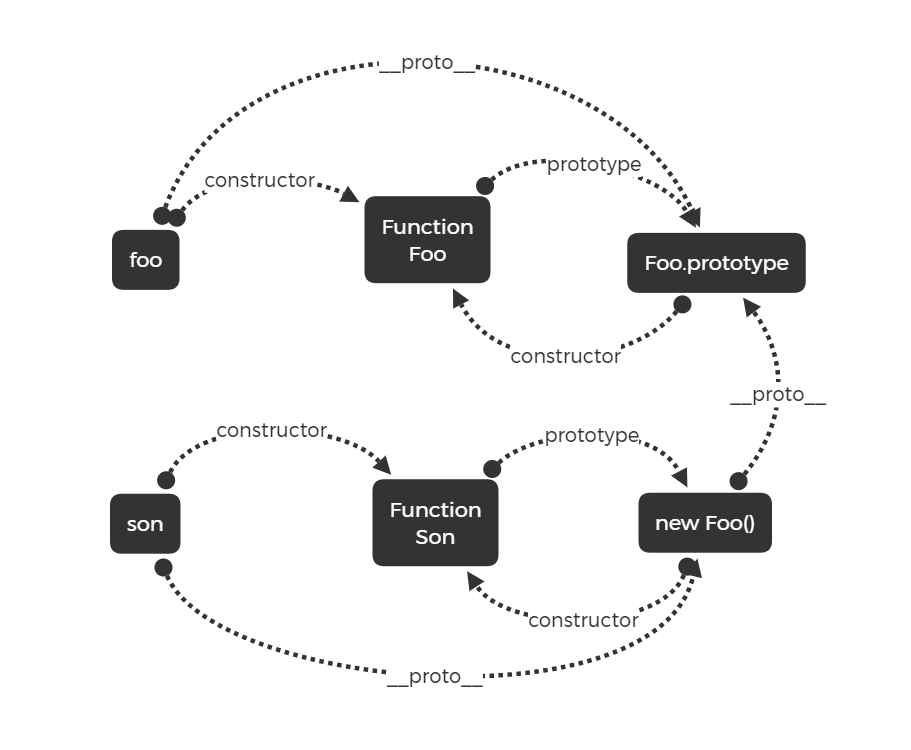 __proto__
prototype
constructor
Function
Foo
foo
Foo.prototype
constructor
__proto__
constructor
prototype
Function
Son
son
new Foo()
constructor
__proto__